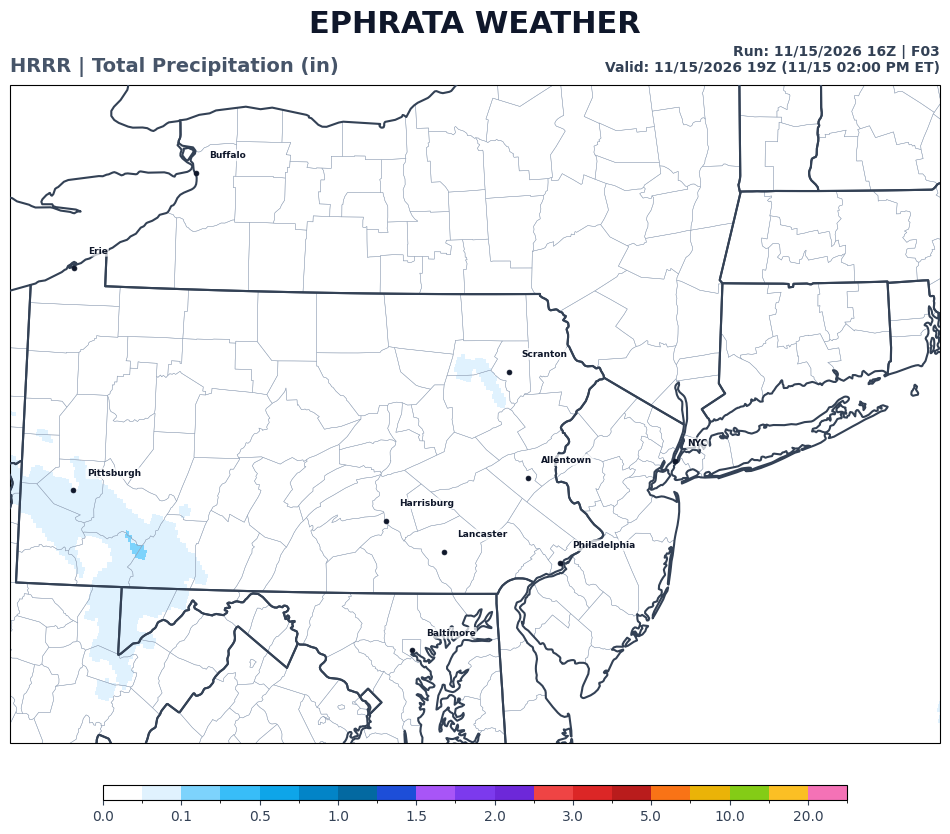 EPHRATA WEATHER
HRRR | Total Precipitation (in)
Run: 11/15/2026 16Z | F03
Valid: 11/15/2026 19Z (11/15 02:00 PM ET)
Buffalo
Erie
Scranton
NYC
Allentown
Pittsburgh
Harrisburg
Lancaster
Philadelphia
Baltimore
0.0 0.1 0.5 1.0 1.5 2.0 3.0 5.0 10.0 20.0